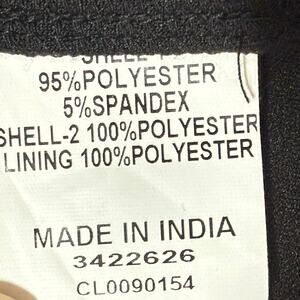 95%POLYESTER
5%SPANDEX
SHELL-2 100%POLYESTER
LINING 100%POLYESTER
MADE IN INDIA
3422626
CL0090154